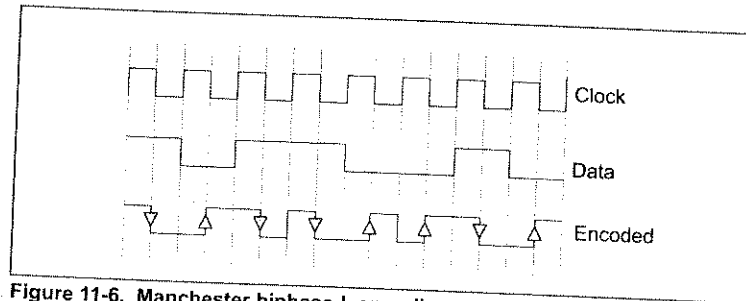 Clock
Data
Encoded
Figure 11-6. Manchester biphase-L